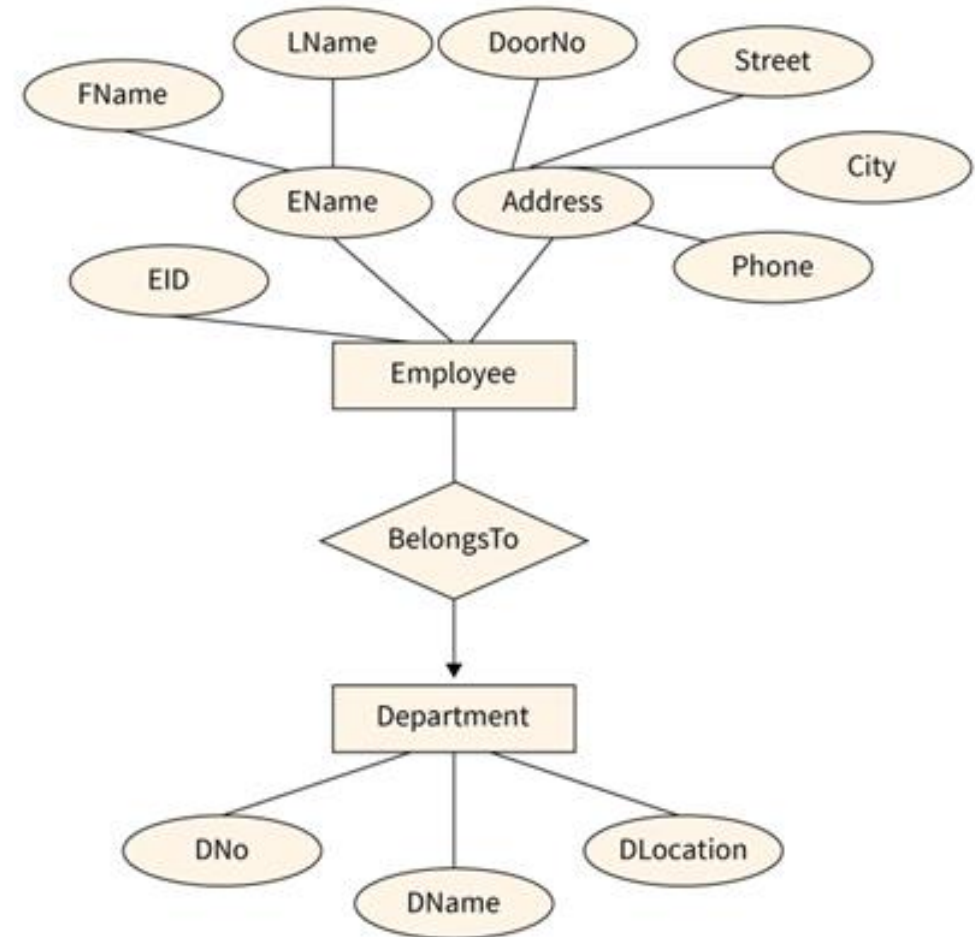 LName
DoorNo
Street
FName
City
EName
Address
Phone
EID
Employee
BelongsTo
Department
DNo
DLocation
DName